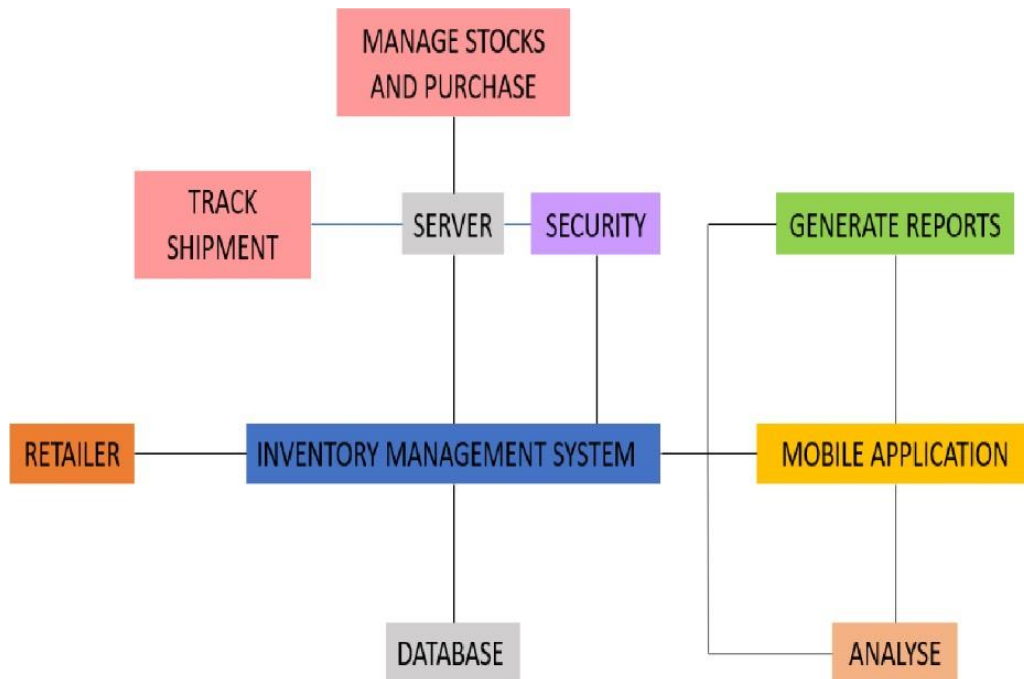 MANAGE STOCKS
AND PURCHASE
TRACK
SHIPMENT
SERVER
SECURITY
GENERATE REPORTS
RETAILER
INVENTORY MANAGEMENT SYSTEM
MOBILE APPLICATION
DATABASE
ANALYSE